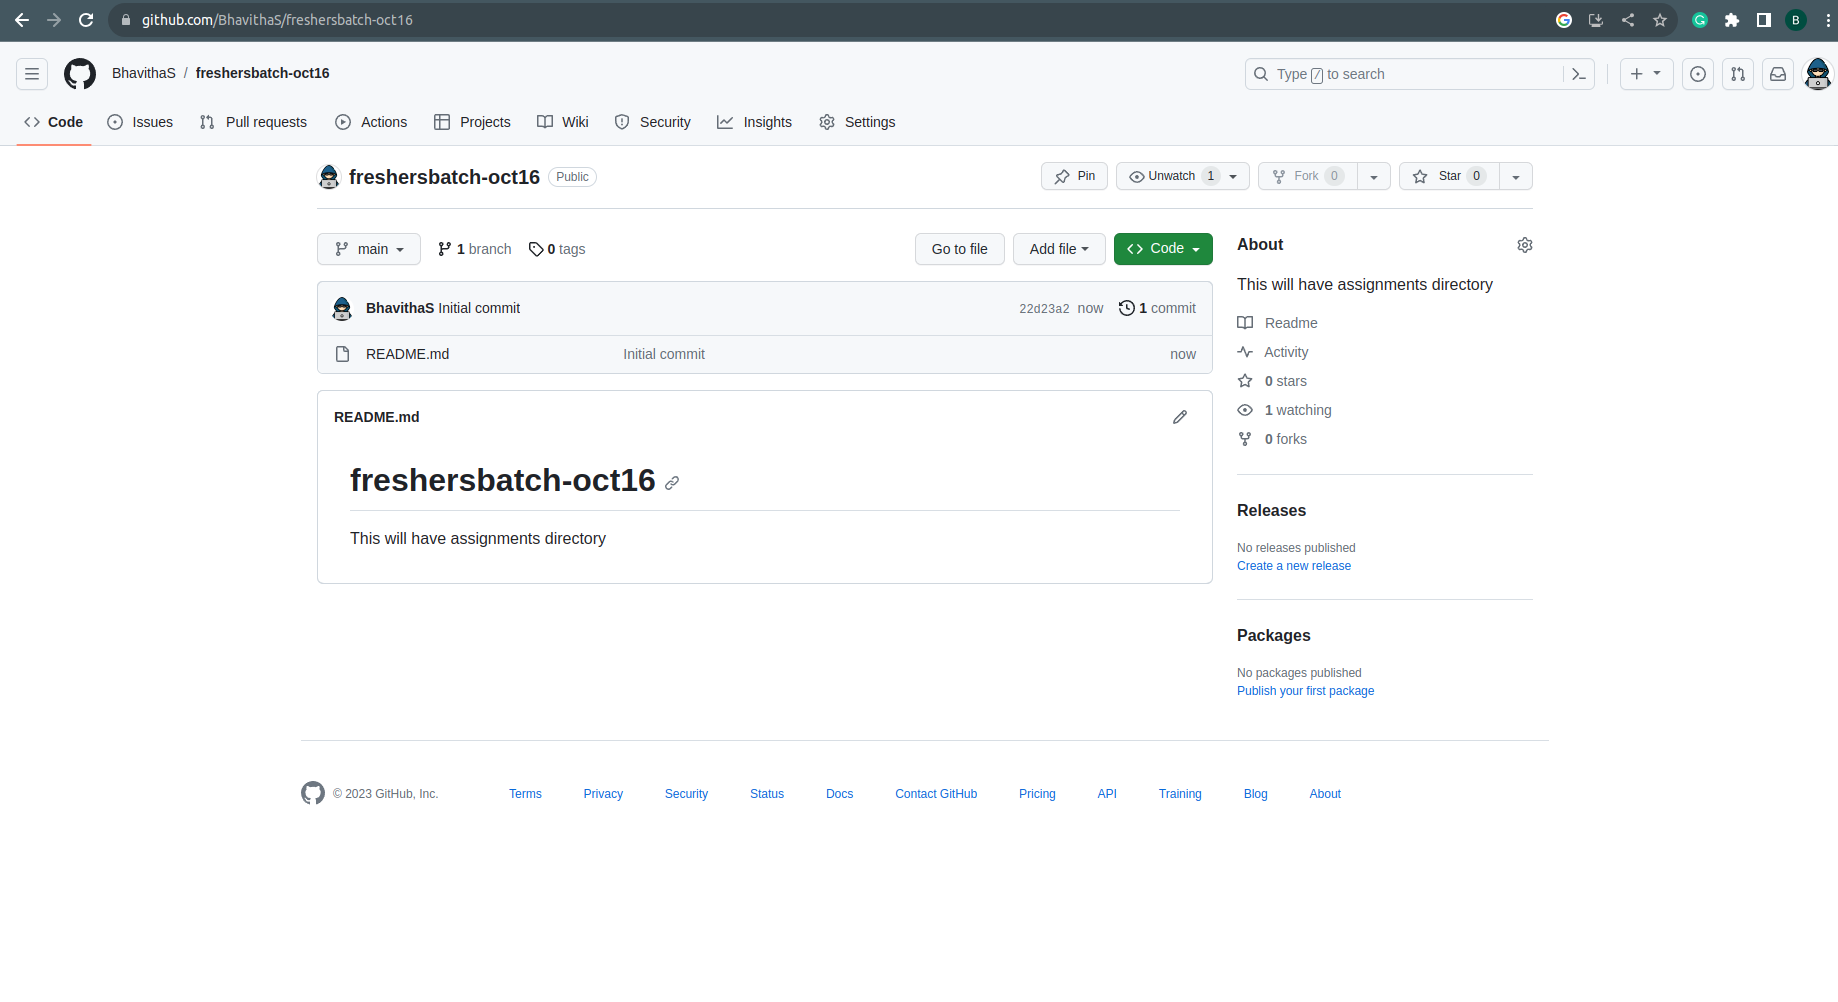 github.com/BhavithaS/freshersbatch-oct16
G
B
BhavithaS / freshersbatch-oct16
Type / to search
Code Issues Pull requests Actions Projects Wiki Security Insights Settings
freshersbatch-oct16 Public
Pin Unwatch 1 Fork 0 Star 0
main 1 branch 0 tags Go to file Add file Code
BhavithaS Initial commit 22d23a2 now 1 commit
README.md Initial commit now
README.md
freshersbatch-oct16
This will have assignments directory
About
This will have assignments directory
Readme
Activity
0 stars
1 watching
0 forks
Releases
No releases published
Create a new release
Packages
No packages published
Publish your first package
© 2023 GitHub, Inc. Terms Privacy Security Status Docs Contact GitHub Pricing API Training Blog About